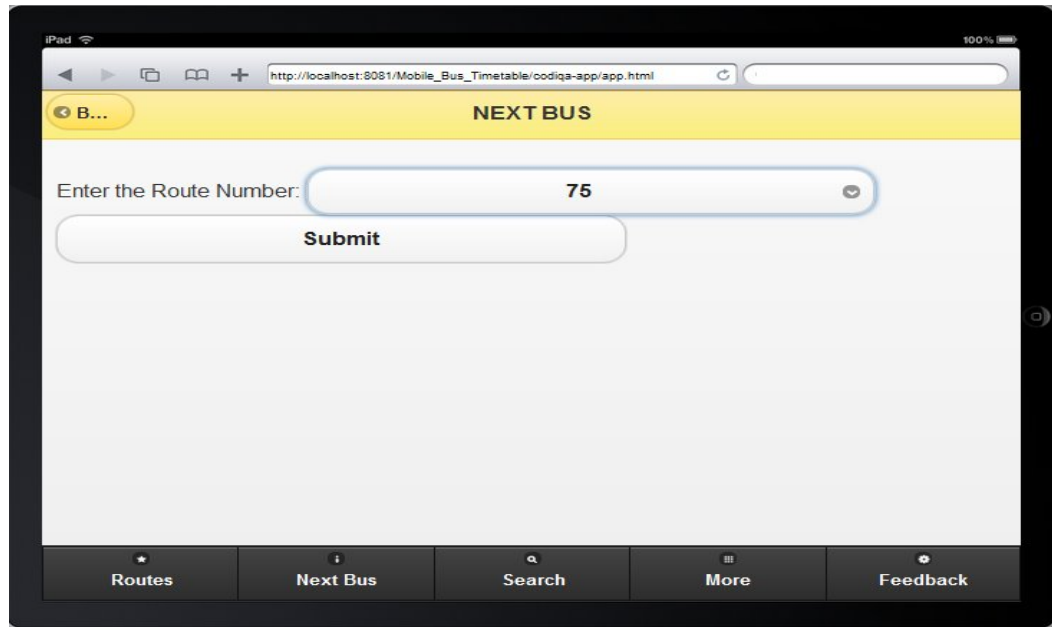 iPad 100%
http://localhost:8081/Mobile_Bus_Timetable/codiqa-app/app.html
B... NEXT BUS
Enter the Route Number: 75
Submit
Routes Next Bus Search More Feedback